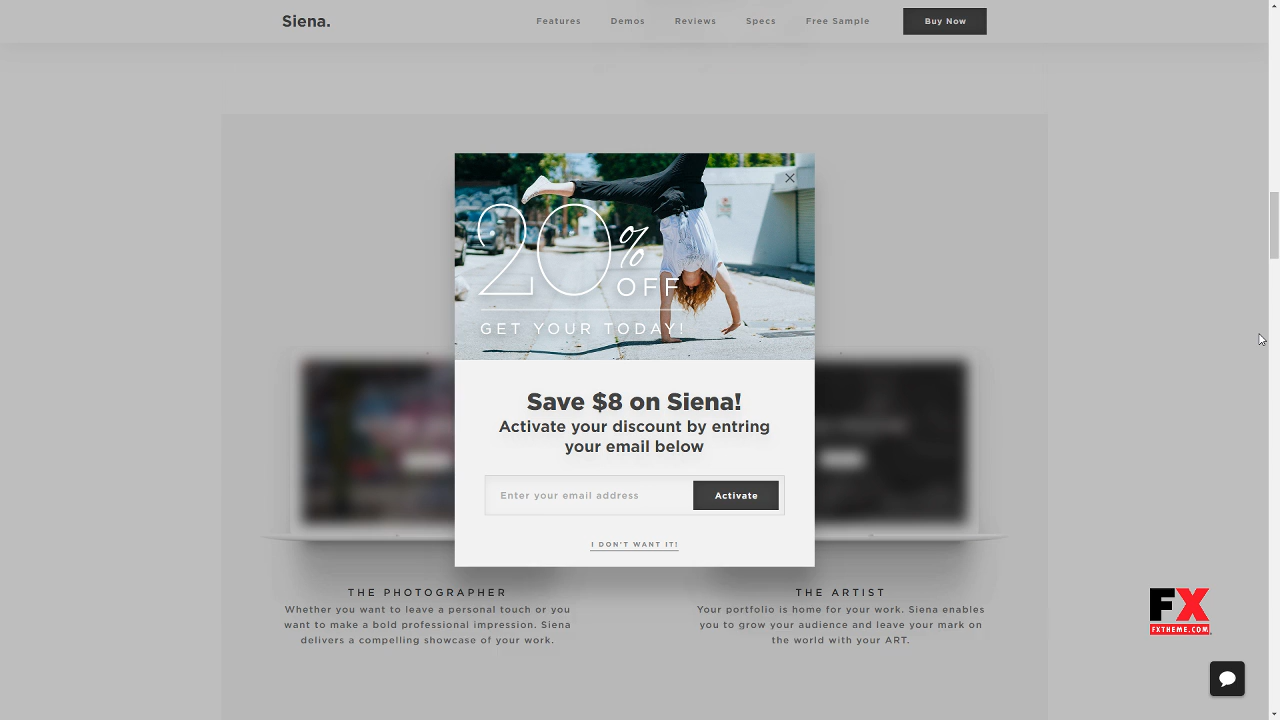 Siena.
Features
Demos
Reviews
Specs
Free Sample
Buy Now
20%
OFF
GET YOUR TODAY!
Save $8 on Siena!
Activate your discount by entring
your email below
Enter your email address
Activate
I DON'T WANT IT!
THE PHOTOGRAPHER
Whether you want to leave a personal touch or you
want to make a bold professional impression. Siena
delivers a compelling showcase of your work.
THE ARTIST
Your portfolio is home for your work. Siena enables
you to grow your audience and leave your mark on
the world with your ART.
FX
FXTHEME.COM